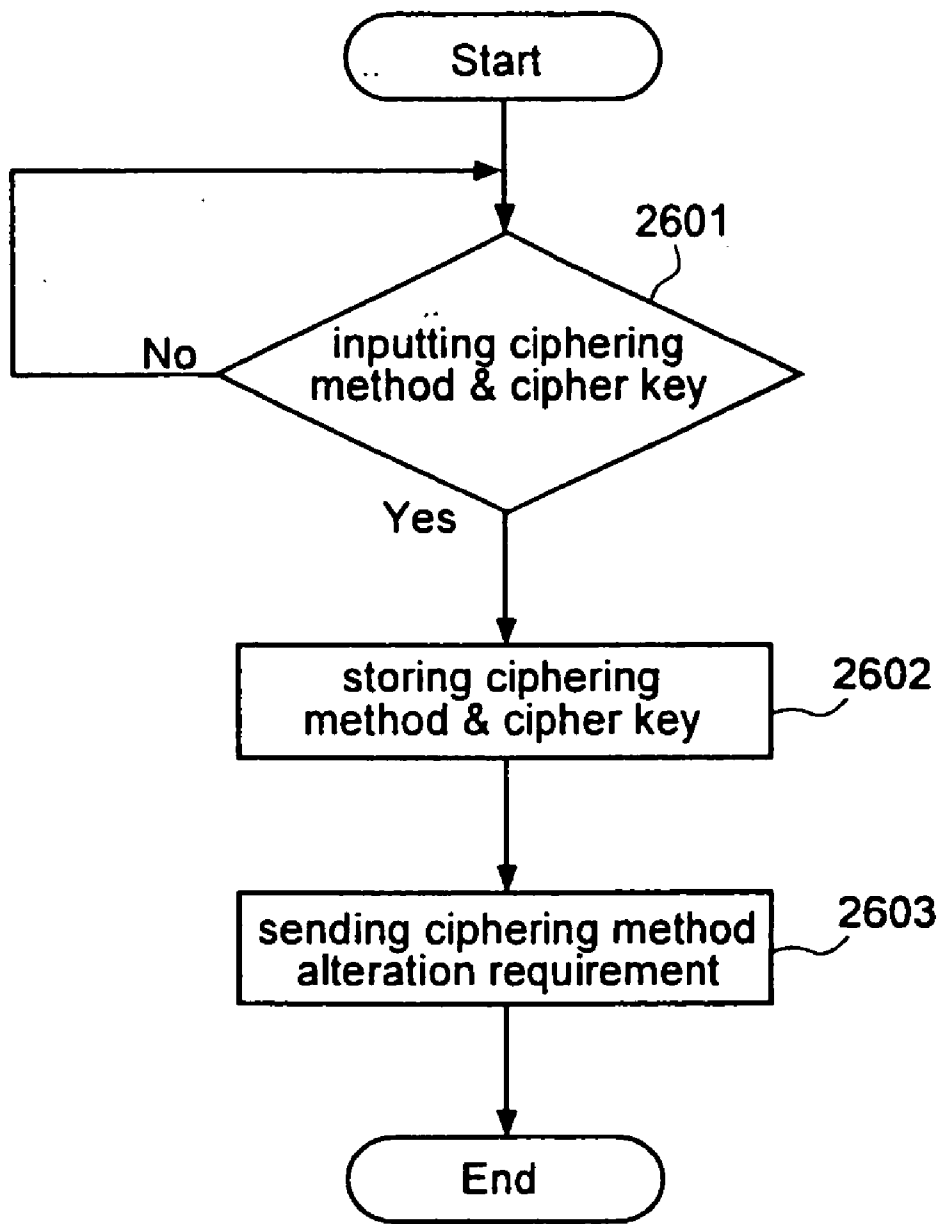 Start
2601
inputting ciphering
method & cipher key
No
Yes
storing ciphering
method & cipher key
2602
sending ciphering method
alteration requirement
2603
End